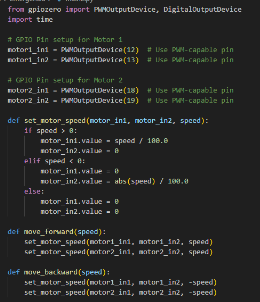 from gpiozero import PWMOutputDevice, DigitalOutputDevice
import time
# GPIO Pin setup for Motor 1
motor1_in1 = PWMOutputDevice(12)  # Use PWM-capable pin
motor1_in2 = PWMOutputDevice(13)  # Use PWM-capable pin
# GPIO Pin setup for Motor 2
motor2_in1 = PWMOutputDevice(18)  # Use PWM-capable pin
motor2_in2 = PWMOutputDevice(19)  # Use PWM-capable pin
def set_motor_speed(motor_in1, motor_in2, speed):
    if speed > 0:
        motor_in1.value = speed / 100.0
        motor_in2.value = 0
    elif speed < 0:
        motor_in1.value = 0
        motor_in2.value = abs(speed) / 100.0
    else:
        motor_in1.value = 0
        motor_in2.value = 0
def move_forward(speed):
    set_motor_speed(motor1_in1, motor1_in2, speed)
    set_motor_speed(motor2_in1, motor2_in2, speed)
def move_backward(speed):
    set_motor_speed(motor1_in1, motor1_in2, -speed)
    set_motor_speed(motor2_in1, motor2_in2, -speed)